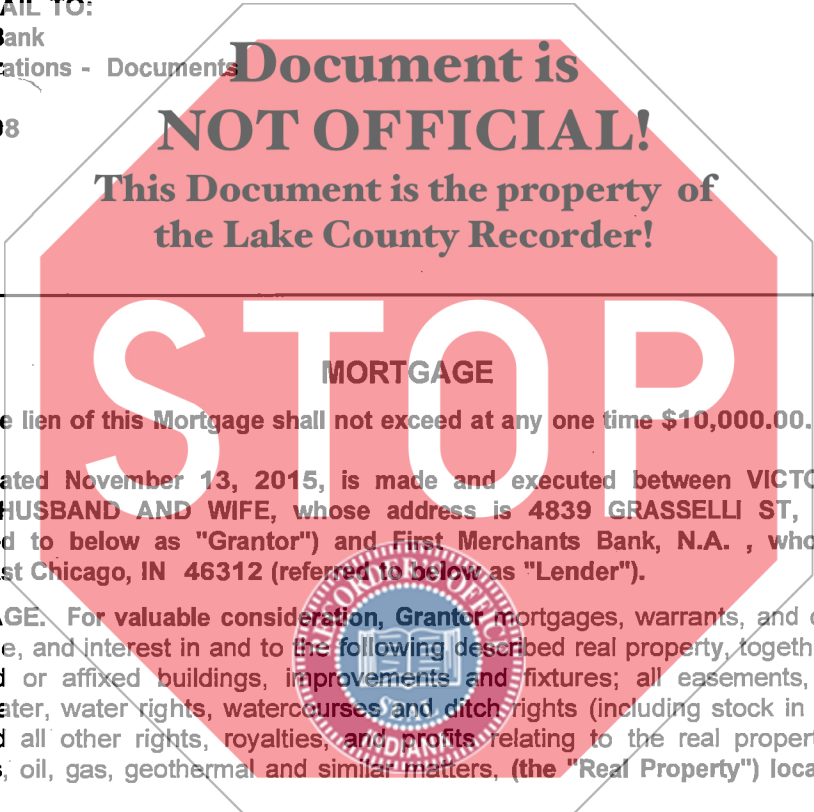 AIL TO:
Bank
ations - Documents
Document is
NOT OFFICIAL!
98
This Document is the property of
the Lake County Recorder!
STOP
MORTGAGE
e lien of this Mortgage shall not exceed at any one time $10,000.00.
ated November 13, 2015, is made and executed between VICTO
HUSBAND AND WIFE, whose address is 4839 GRASSELLI ST,
d to below as "Grantor") and First Merchants Bank, N.A. , who
st Chicago, IN 46312 (referred to below as "Lender").
AGE. For valuable consideration, Grantor mortgages, warrants, and c
e, and interest in and to the following described real property, togeth
d or affixed buildings, improvements and fixtures; all easements,
ater, water rights, watercourses and ditch rights (including stock in
d all other rights, royalties, and profits relating to the real propert
, oil, gas, geothermal and similar matters, (the "Real Property") loca
RECORDER'S OFFICE
SEAL
INDIANA